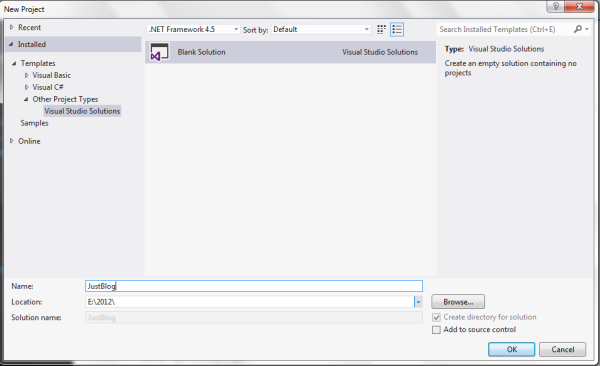 New Project
Recent
Installed
Templates
Visual Basic
Visual C#
Other Project Types
Visual Studio Solutions
Samples
Online
.NET Framework 4.5
Sort by: Default
Blank Solution
Visual Studio Solutions
Search Installed Templates (Ctrl+E)
Type: Visual Studio Solutions
Create an empty solution containing no
projects
Name: JustBlog
Location: E:\2012\
Browse...
Solution name: JustBlog
Create directory for solution
Add to source control
OK
Cancel